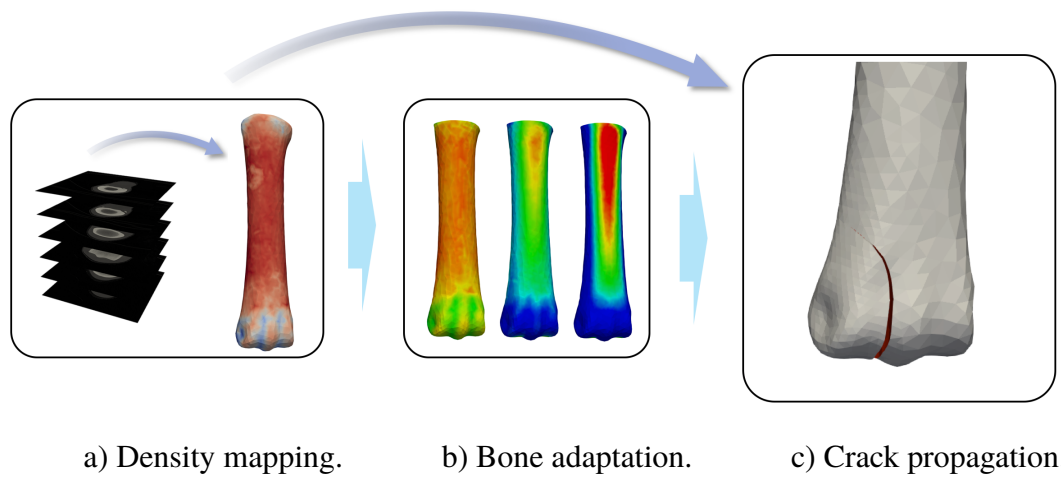 a) Density mapping.
b) Bone adaptation.
c) Crack propagation